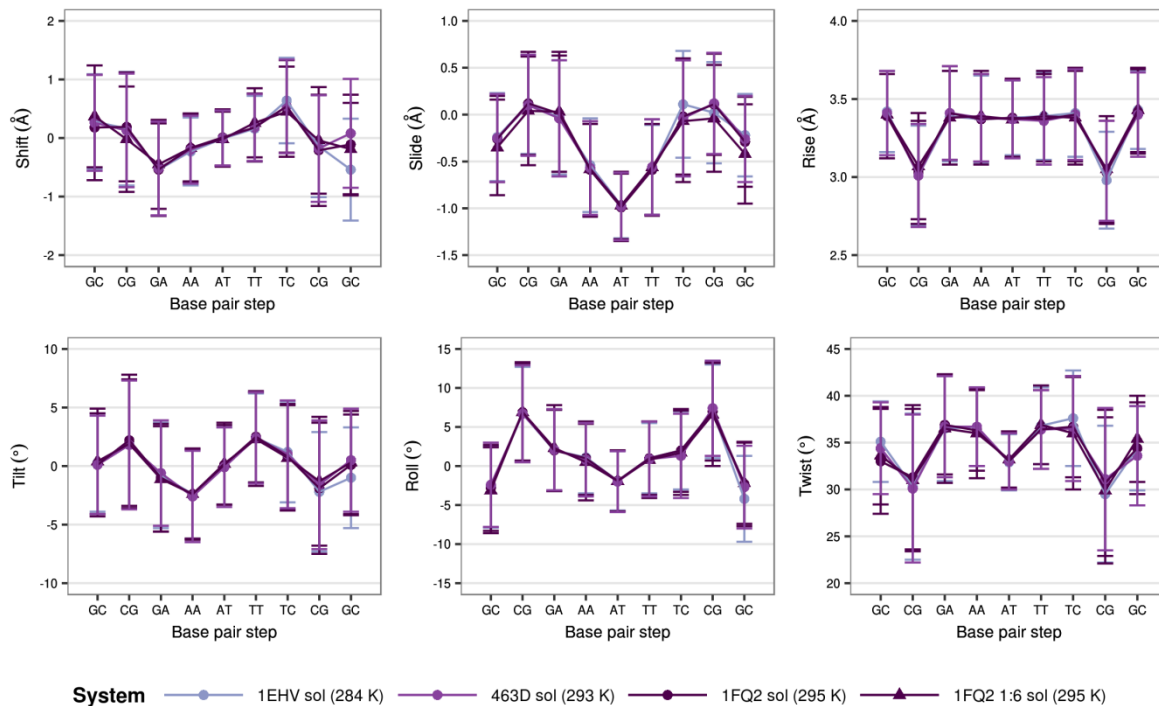 2
1
0
-1
-2
Shift (Å)
GC CG GA AA AT TT TC CG GC
Base pair step
1.0
0.5
0.0
-0.5
-1.0
-1.5
Slide (Å)
GC CG GA AA AT TT TC CG GC
Base pair step
4.0
3.5
3.0
2.5
Rise (Å)
GC CG GA AA AT TT TC CG GC
Base pair step
10
5
0
-5
-10
Tilt (°)
GC CG GA AA AT TT TC CG GC
Base pair step
15
10
5
0
-5
-10
-15
Roll (°)
GC CG GA AA AT TT TC CG GC
Base pair step
45
40
35
30
25
20
Twist (°)
GC CG GA AA AT TT TC CG GC
Base pair step
System 1EHV sol (284 K) 463D sol (293 K) 1FQ2 sol (295 K) 1FQ2 1:6 sol (295 K)